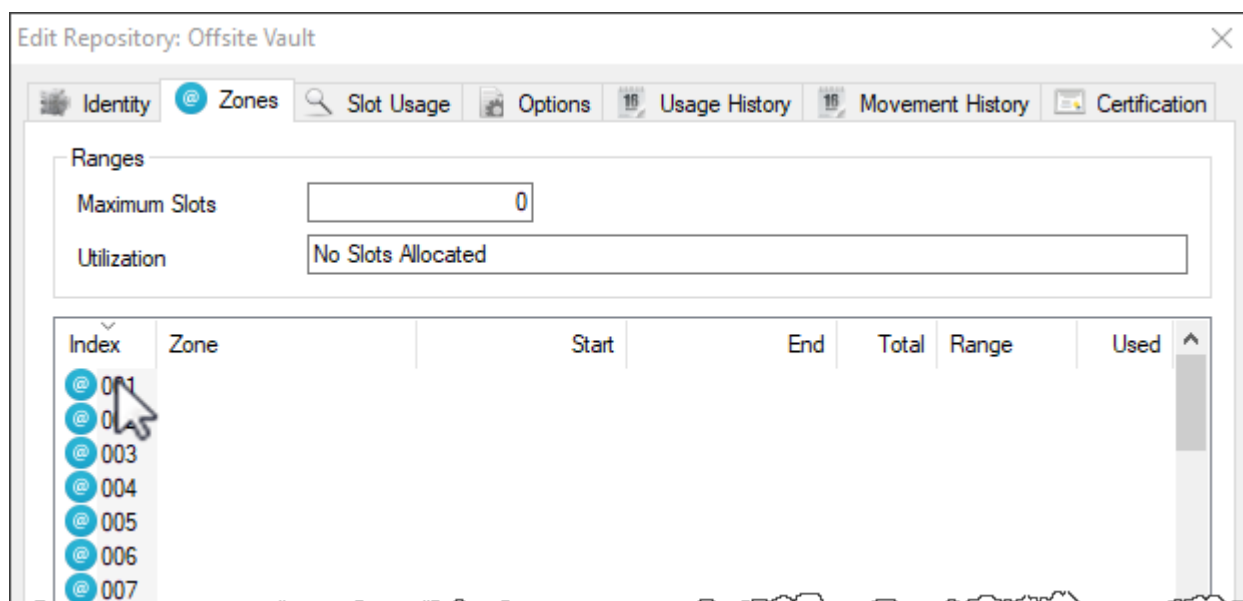 Edit Repository: Offsite Vault
Identity Zones Slot Usage Options Usage History Movement History Certification
Ranges
Maximum Slots 0
Utilization No Slots Allocated
Index Zone Start End Total Range Used
001
003
004
005
006
007